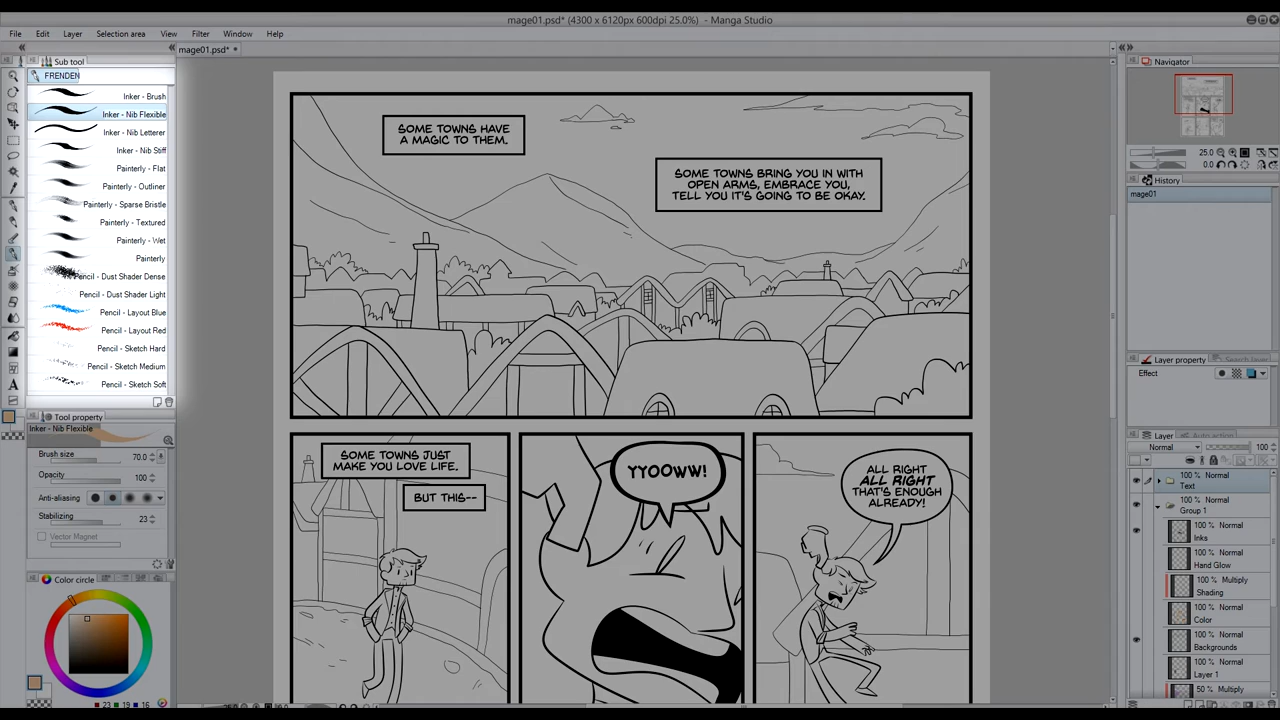 mage01.psd* (4300 x 6120px 600dpi 25.0%) - Manga Studio
File Edit Layer Selection area View Filter Window Help
mage01.psd*
Sub tool
FRENDEN
Inker - Brush
Inker - Nib Flexible
Inker - Nib Letterer
Inker - Nib Stiff
Painterly - Flat
Painterly - Outliner
Painterly - Sparse Bristle
Painterly - Textured
Painterly - Wet
Painterly
Pencil - Dust Shader Dense
Pencil - Dust Shader Light
Pencil - Layout Blue
Pencil - Layout Red
Pencil - Sketch Hard
Pencil - Sketch Medium
Pencil - Sketch Soft
Tool property
Inker - Nib Flexible
Brush size 70.0
Opacity 100
Anti-aliasing
Stabilizing 23
Vector Magnet
Color circle
23 19 16
SOME TOWNS HAVE
A MAGIC TO THEM.
SOME TOWNS BRING YOU IN WITH
OPEN ARMS, EMBRACE YOU,
TELL YOU IT'S GOING TO BE OKAY.
SOME TOWNS JUST
MAKE YOU LOVE LIFE.
BUT THIS--
YYOOWW!
ALL RIGHT
ALL RIGHT
THAT'S ENOUGH
ALREADY!
Navigator
25.0
0.0
History
mage01
Layer property
Effect
Layer
Normal 100
100 % Normal
Text
100 % Normal
Group 1
100 % Normal
Inks
100 % Normal
Hand Glow
100 % Multiply
Shading
100 % Normal
Color
100 % Normal
Backgrounds
100 % Normal
Layer 1
50 % Multiply